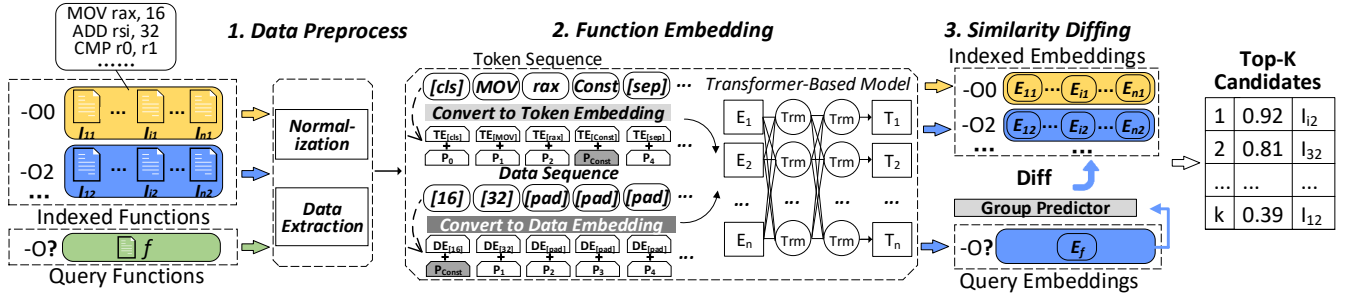 MOV rax, 16
ADD rsi, 32
CMP r0, r1
......
1. Data Preprocess
2. Function Embedding
3. Similarity Diffing
-O0
I11 ... Ii1 ... In1
-O2
I12 ... Ii2 ... In2
...
Indexed Functions
-O? f
Query Functions
Normal-
ization
Data
Extraction
Token Sequence
[cls] MOV rax Const [sep] ...
Convert to Token Embedding
TE[cls] TE[MOV] TE[rax] TE[Const] TE[sep]
+ + + + + ...
P0 P1 P2 PConst P4
Data Sequence
[16] [32] [pad] [pad] [pad] ...
Convert to Data Embedding
DE[16] DE[32] DE[pad] DE[pad] DE[pad]
+ + + + + ...
PConst P1 P2 P3 P4
Transformer-Based Model
E1 Trm Trm T1
E2 Trm Trm T2
... ... ... ...
En Trm Trm Tn
Indexed Embeddings
-O0 E11 ... Ei1 ... En1
-O2 E12 ... Ei2 ... En2
... ...
Diff
Group Predictor
-O? Ef
Query Embeddings
Top-K
Candidates
1 0.92 Ii2
2 0.81 I32
... ... ...
k 0.39 I12